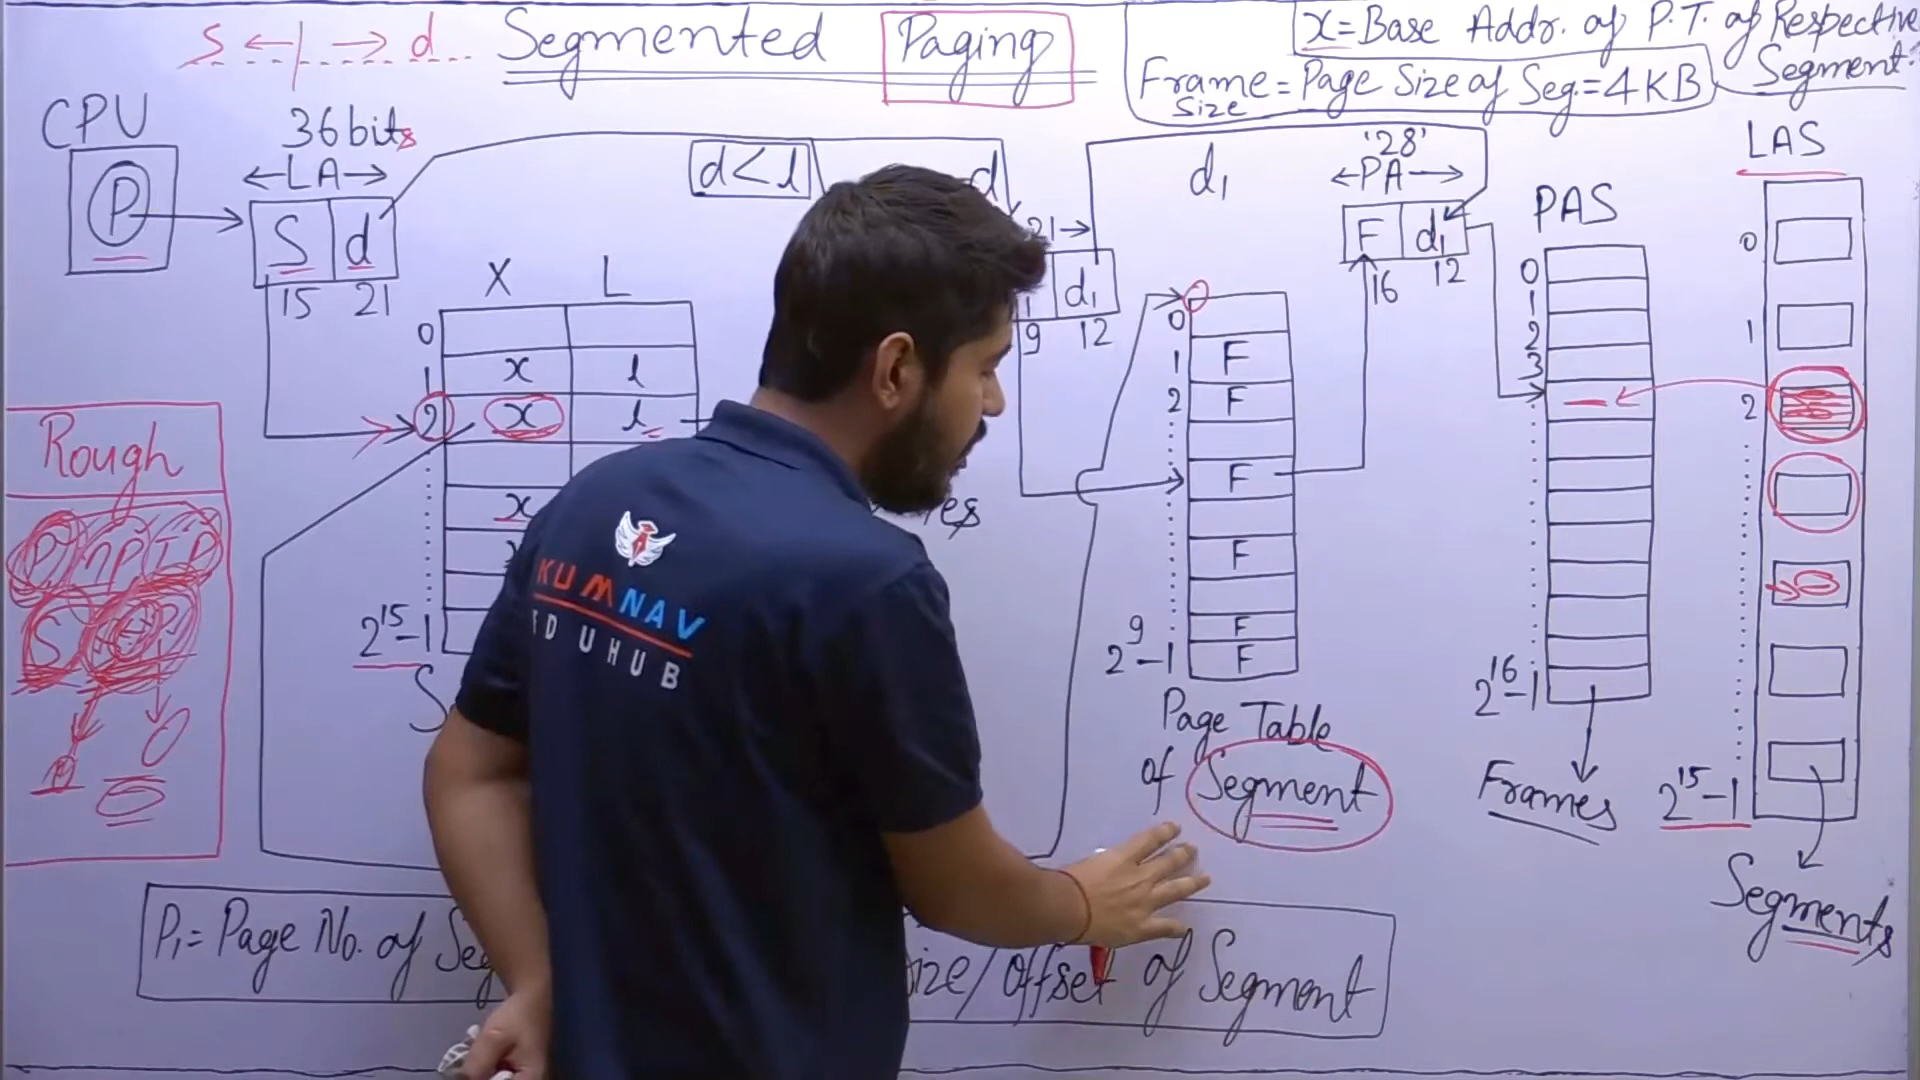 S ← | → d
Segmented Paging
x = Base Addr. of P.T. of Respective
Segment.
Frame = Page Size of Seg. = 4KB
Size
CPU
P
36 bits
←LA→
S d
15 21
d<l
d
21→
d1
9 12
d1
'28'
←PA→
F d1
16 12
PAS
LAS
X L
0
1 x l
2 x l
x
2^15-1
Rough
P
S
0
1 F
2 F
F
F
F
2^9-1 F
Page Table
of Segment
0
1
2
3
2^16-1
Frames
0
1
2
2^15-1
Segments
P1 = Page No. of Seg
ize/Offset of Segment
KUMNAV
EDUHUB